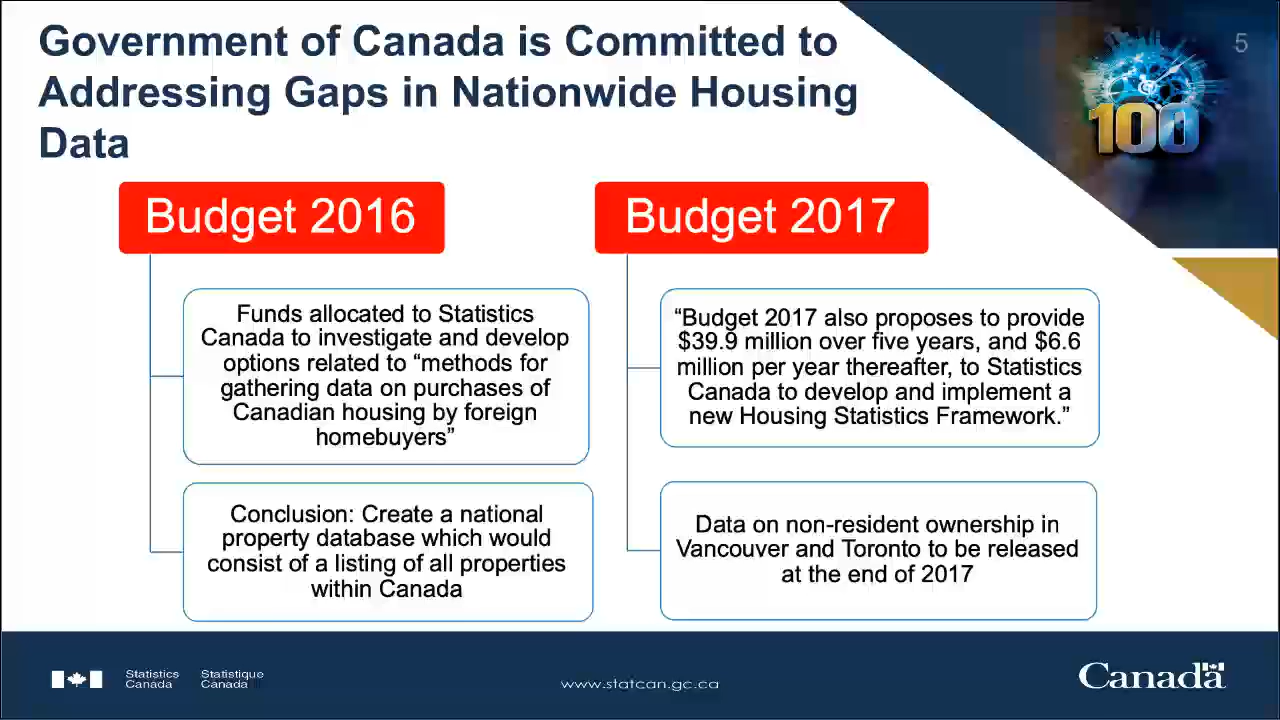 Government of Canada is Committed to
Addressing Gaps in Nationwide Housing
Data
5
100
Budget 2016
Funds allocated to Statistics
Canada to investigate and develop
options related to “methods for
gathering data on purchases of
Canadian housing by foreign
homebuyers”
Conclusion: Create a national
property database which would
consist of a listing of all properties
within Canada
Budget 2017
“Budget 2017 also proposes to provide
$39.9 million over five years, and $6.6
million per year thereafter, to Statistics
Canada to develop and implement a
new Housing Statistics Framework.”
Data on non-resident ownership in
Vancouver and Toronto to be released
at the end of 2017
Statistics
Canada
Statistique
Canada
www.statcan.gc.ca
Canada